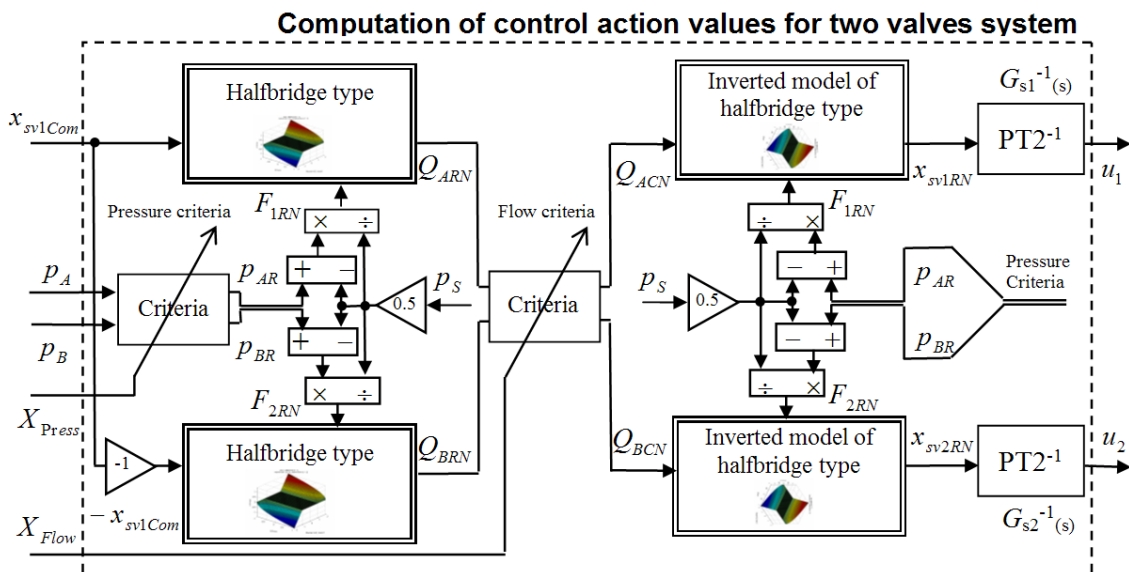 Computation of control action values for two valves system
x_sv1Com
Halfbridge type
Q_ARN
Pressure criteria
F_1RN
× ÷
p_A
p_B
Criteria
p_AR
+ −
p_BR
+ −
0.5
p_S
X_Press
F_2RN
× ÷
-1
− x_sv1Com
Halfbridge type
Q_BRN
X_Flow
Flow criteria
Criteria
Q_ACN
Q_BCN
Inverted model of
halfbridge type
x_sv1RN
G_s1^-1(s)
PT2^-1
u_1
F_1RN
÷ ×
p_S
0.5
− +
− +
p_AR
p_BR
Pressure
Criteria
÷ ×
F_2RN
Inverted model of
halfbridge type
x_sv2RN
PT2^-1
u_2
G_s2^-1(s)